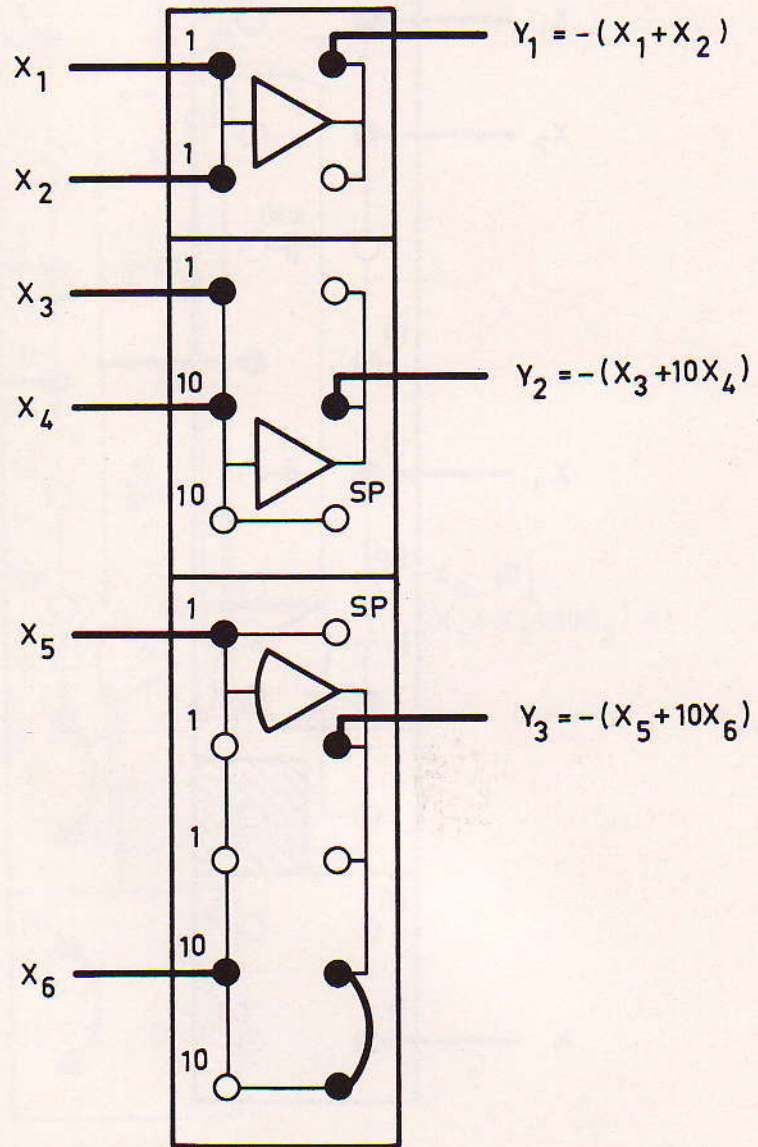 1
X1
Y1 = -(X1+X2)
1
X2
1
X3
10
X4
Y2 = -(X3+10X4)
10
SP
1
SP
X5
1
Y3 = -(X5+10X6)
1
10
X6
10